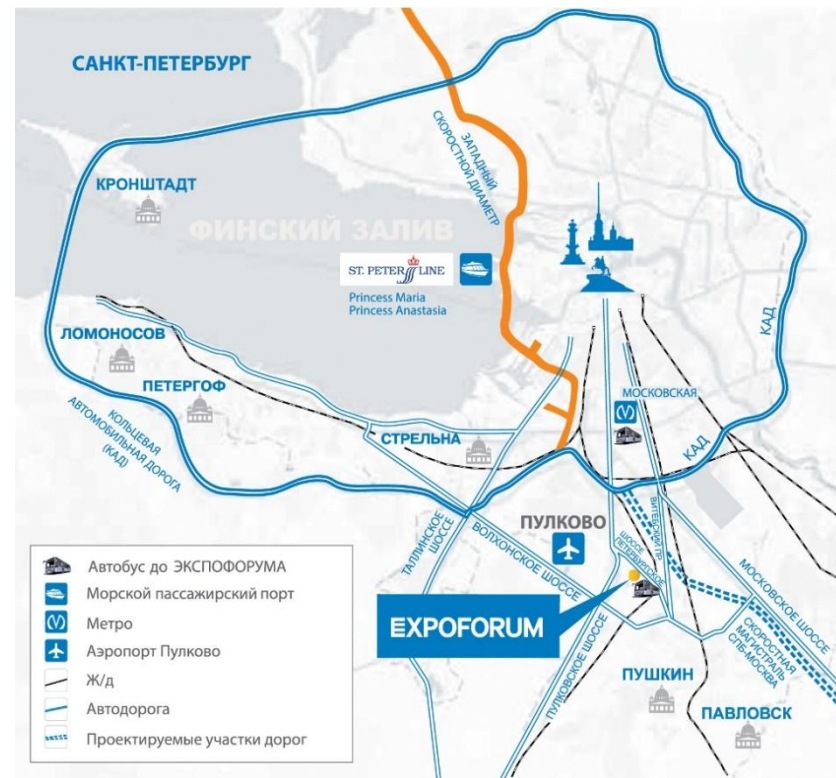 САНКТ-ПЕТЕРБУРГ
ЗАПАДНЫЙ
СКОРОСТНОЙ ДИАМЕТР
КРОНШТАДТ
ФИНСКИЙ ЗАЛИВ
ST. PETER LINE
Princess Maria
Princess Anastasia
КАД
ЛОМОНОСОВ
ПЕТЕРГОФ
МОСКОВСКАЯ
КОЛЬЦЕВАЯ
АВТОМОБИЛЬНАЯ ДОРОГА
(КАД)
СТРЕЛЬНА
КАД
ПУЛКОВО
ТАЛЛИНСКОЕ
ШОССЕ
ВОЛХОНСКОЕ ШОССЕ
ШОССЕ
ПЕТЕРБУРГСКОЕ
ВИТЕБСКИЙ ПР
МОСКОВСКОЕ ШОССЕ
СКОРОСТНАЯ
МАГИСТРАЛЬ
СПБ-МОСКВА
EXPOFORUM
ПУЛКОВСКОЕ ШОССЕ
ПУШКИН
ПАВЛОВСК
Автобус до ЭКСПОФОРУМА
Морской пассажирский порт
Метро
Аэропорт Пулково
Ж/д
Автодорога
Проектируемые участки дорог